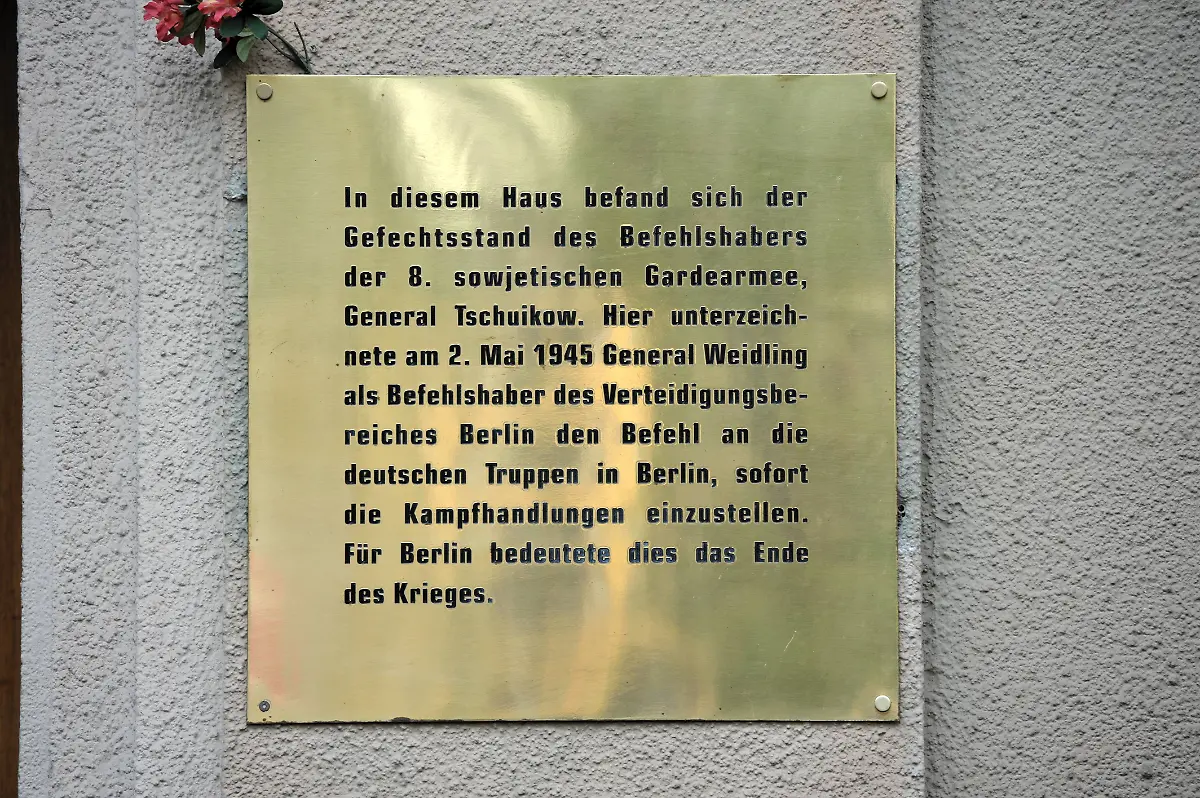 In diesem Haus befand sich der
Gefechtsstand des Befehlshabers
der 8. sowjetischen Gardearmee,
General Tschuikow. Hier unterzeich-
nete am 2. Mai 1945 General Weidling
als Befehlshaber des Verteidigungsbe-
reiches Berlin den Befehl an die
deutschen Truppen in Berlin, sofort
die Kampfhandlungen einzustellen.
Für Berlin bedeutete dies das Ende
des Krieges.